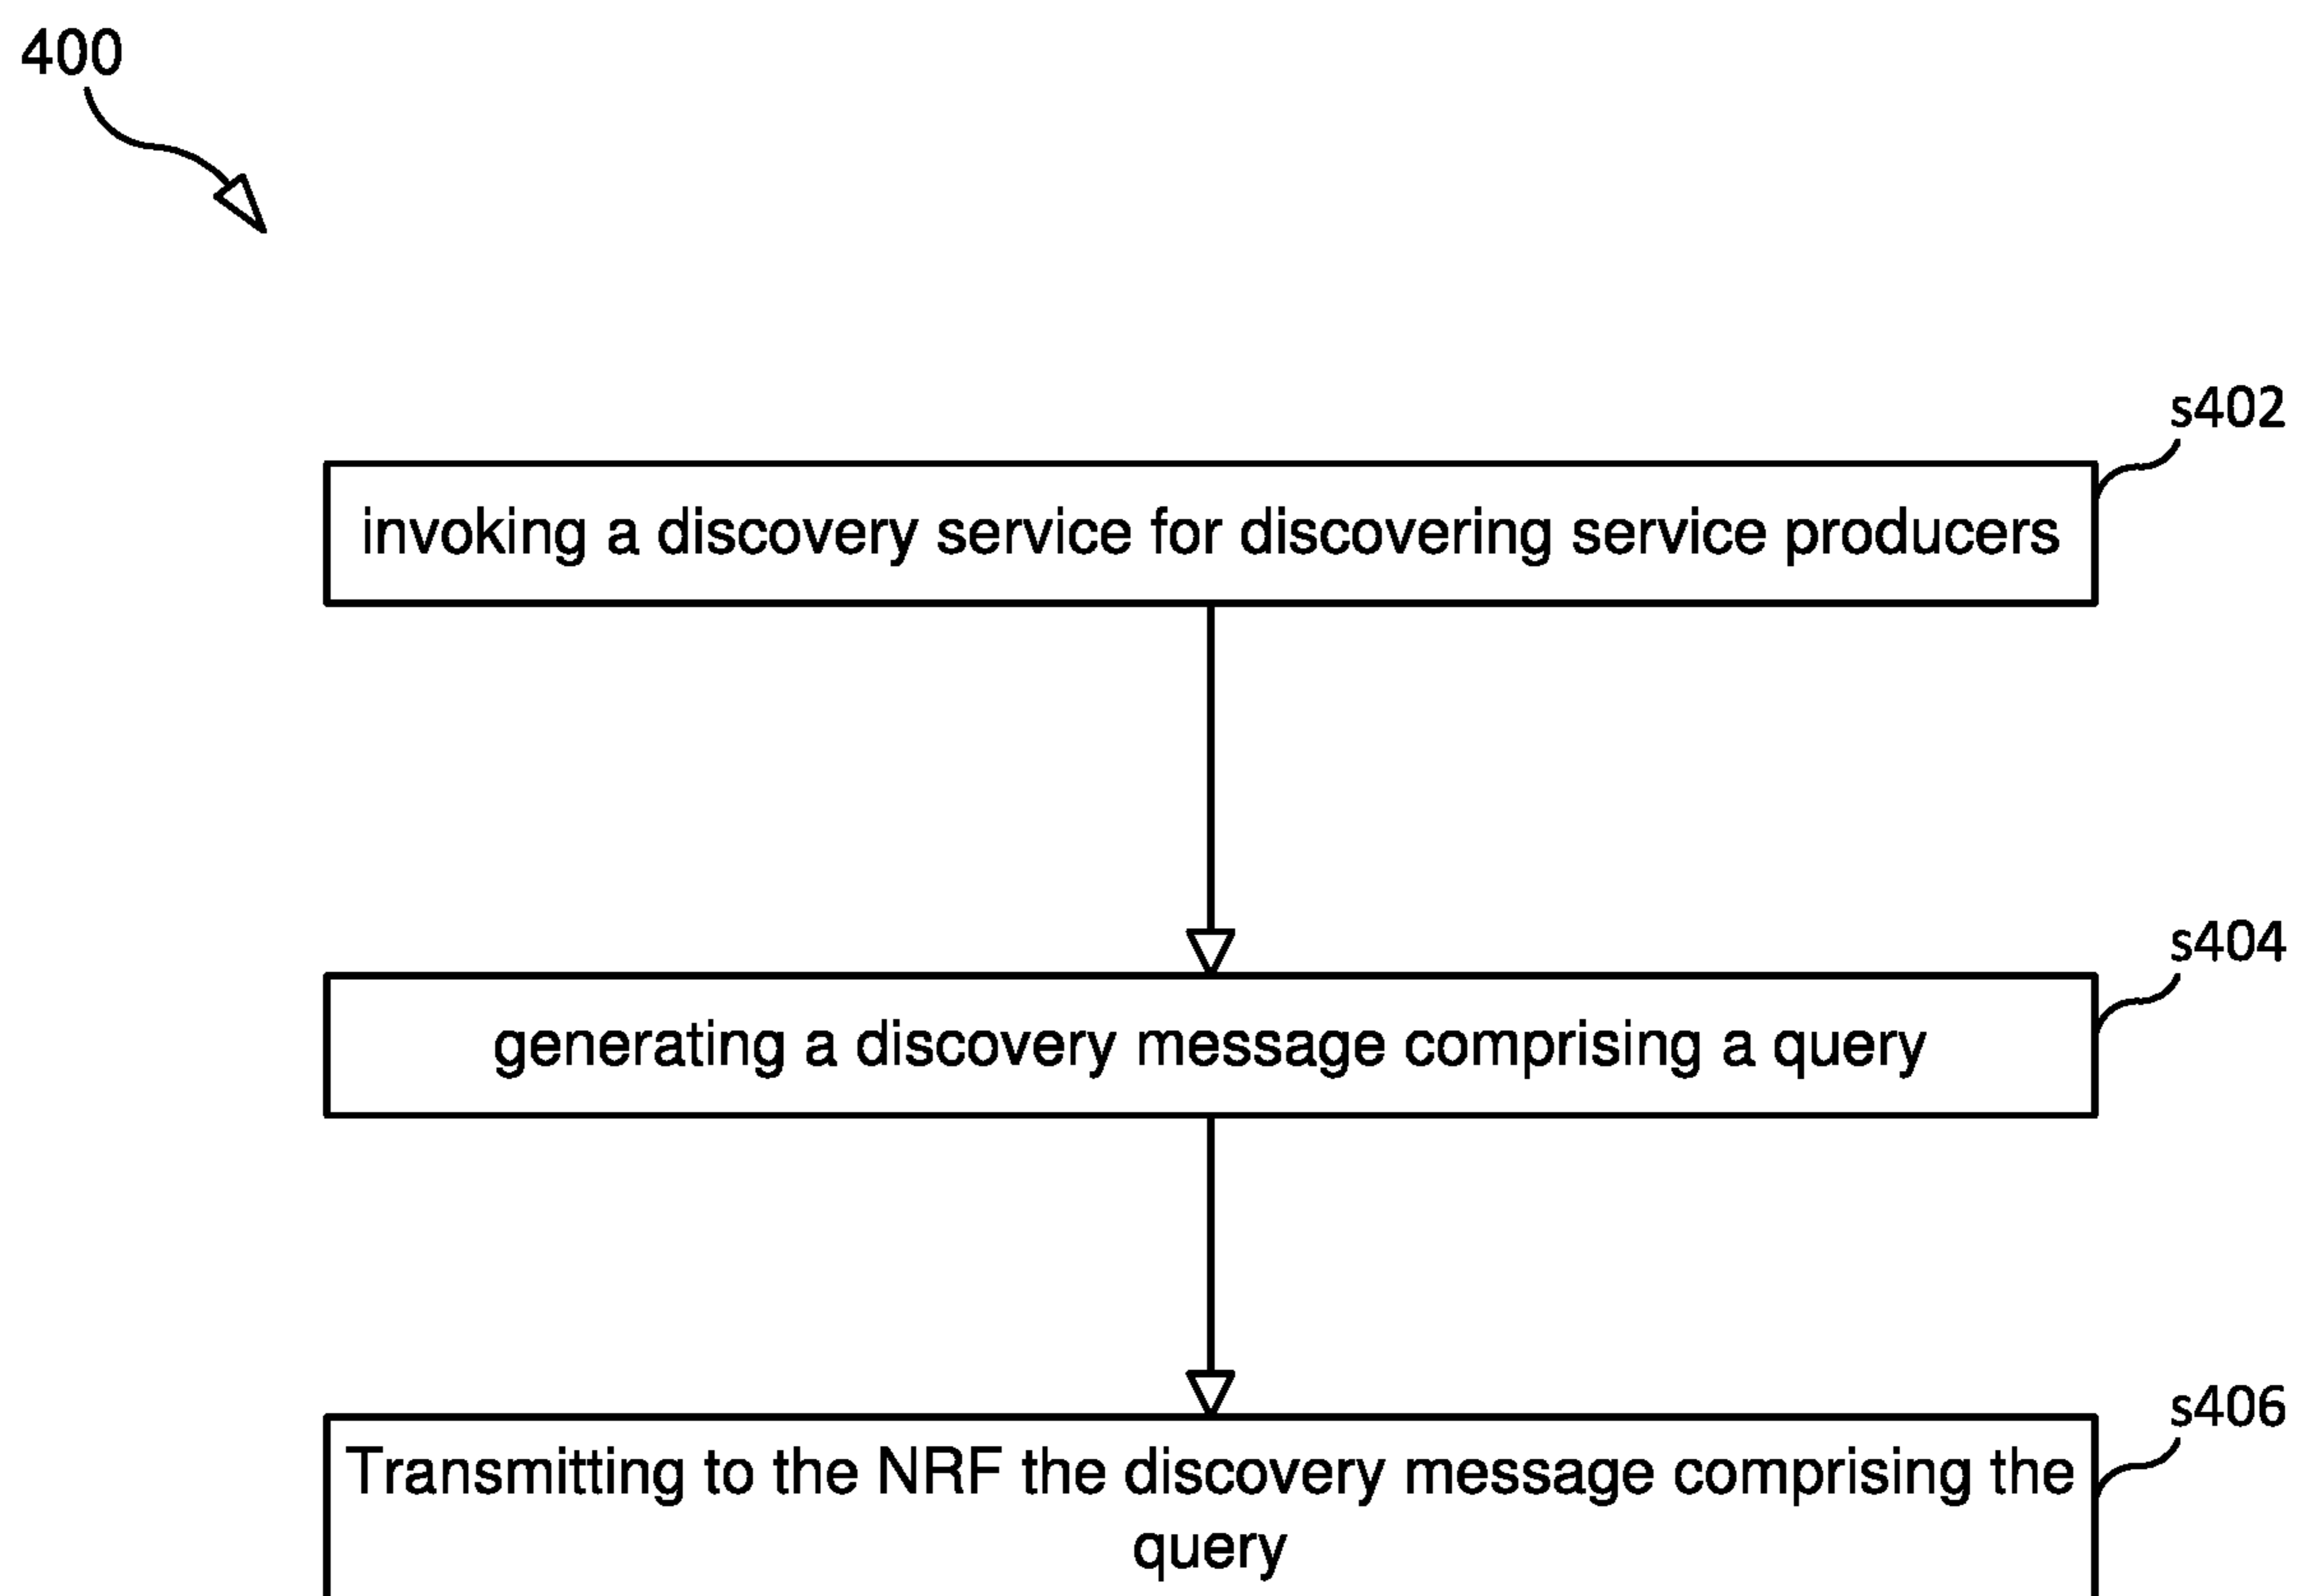 400
s402
invoking a discovery service for discovering service producers
s404
generating a discovery message comprising a query
s406
Transmitting to the NRF the discovery message comprising the
query